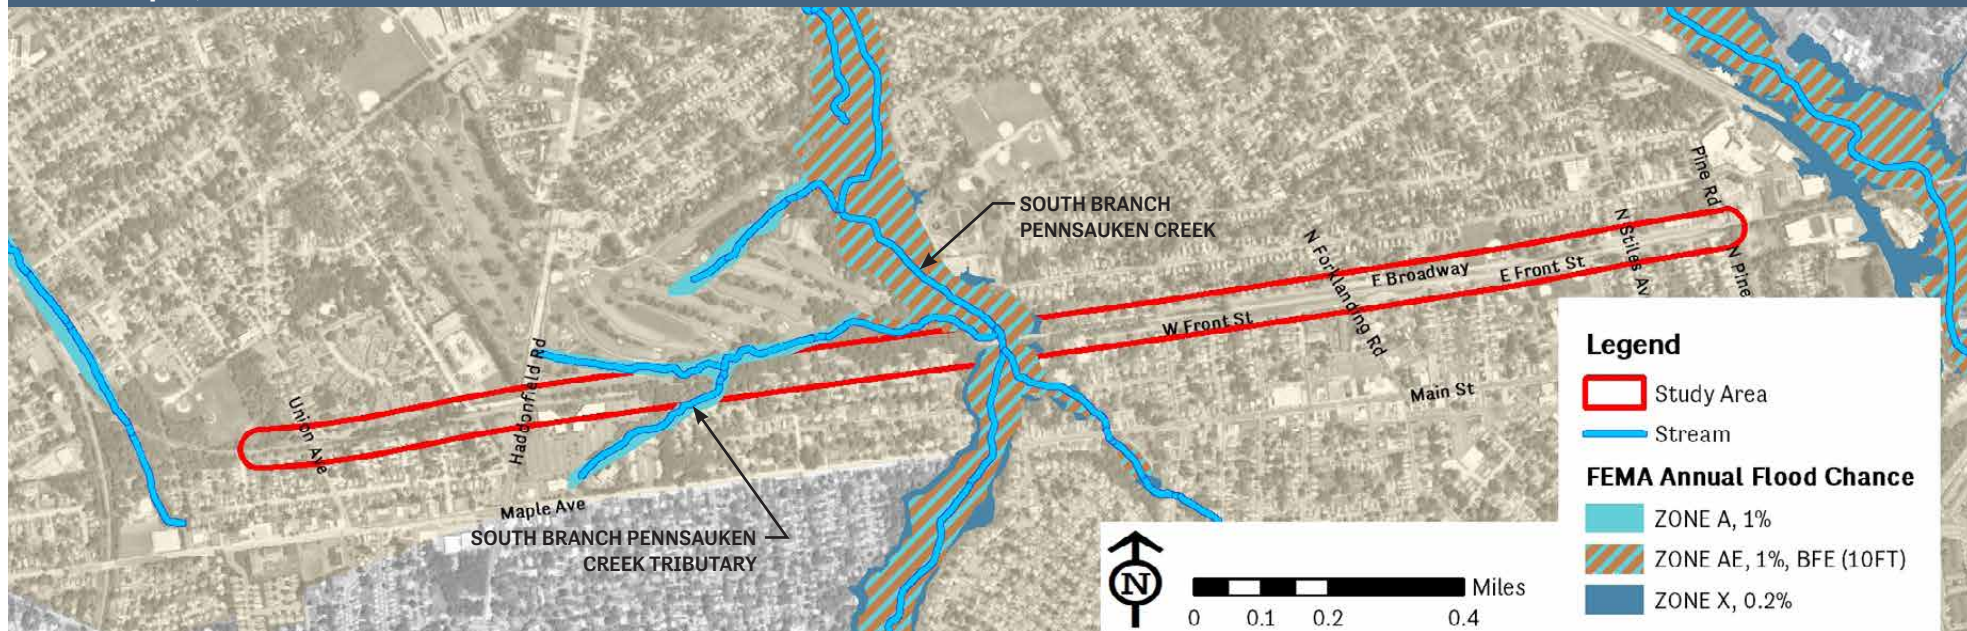 SOUTH BRANCH
PENNSAUKEN CREEK
Pine Rd
N Stiles Av
N Pine
N Forklanding Rd
E Broadway
E Front St
W Front St
Main St
Haddonfield Rd
Union Ave
Maple Ave
SOUTH BRANCH PENNSAUKEN
CREEK TRIBUTARY
Legend
Study Area
Stream
FEMA Annual Flood Chance
ZONE A, 1%
ZONE AE, 1%, BFE (10FT)
ZONE X, 0.2%
N
Miles
0 0.1 0.2 0.4